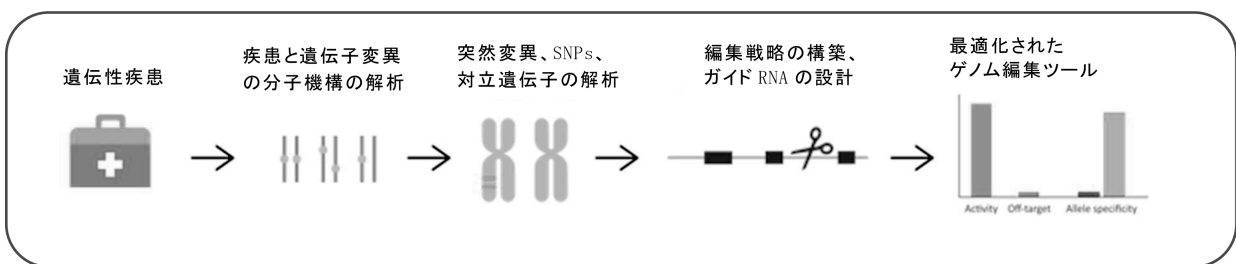 遺伝性疾患
疾患と遺伝子変異
の分子機構の解析
突然変異、SNPs、
対立遺伝子の解析
編集戦略の構築、
ガイド RNA の設計
最適化された
ゲノム編集ツール
Activity Off-target Allele specificity